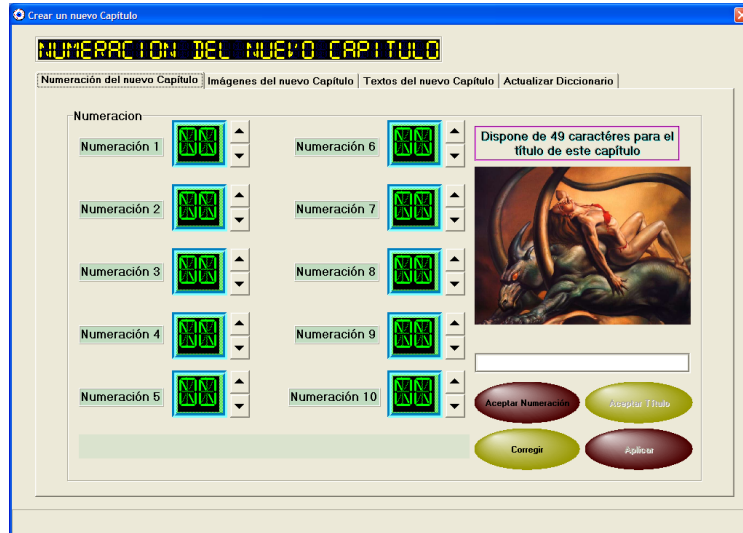 Crear un nuevo Capítulo
NUMERACION DEL NUEVO CAPITULO
Numeración del nuevo Capítulo
Imágenes del nuevo Capítulo
Textos del nuevo Capítulo
Actualizar Diccionario
Numeracion
Numeración 1
Numeración 2
Numeración 3
Numeración 4
Numeración 5
Numeración 6
Numeración 7
Numeración 8
Numeración 9
Numeración 10
Dispone de 49 caractéres para el
título de este capítulo
Aceptar Numeración
Aceptar Título
Corregir
Aplicar